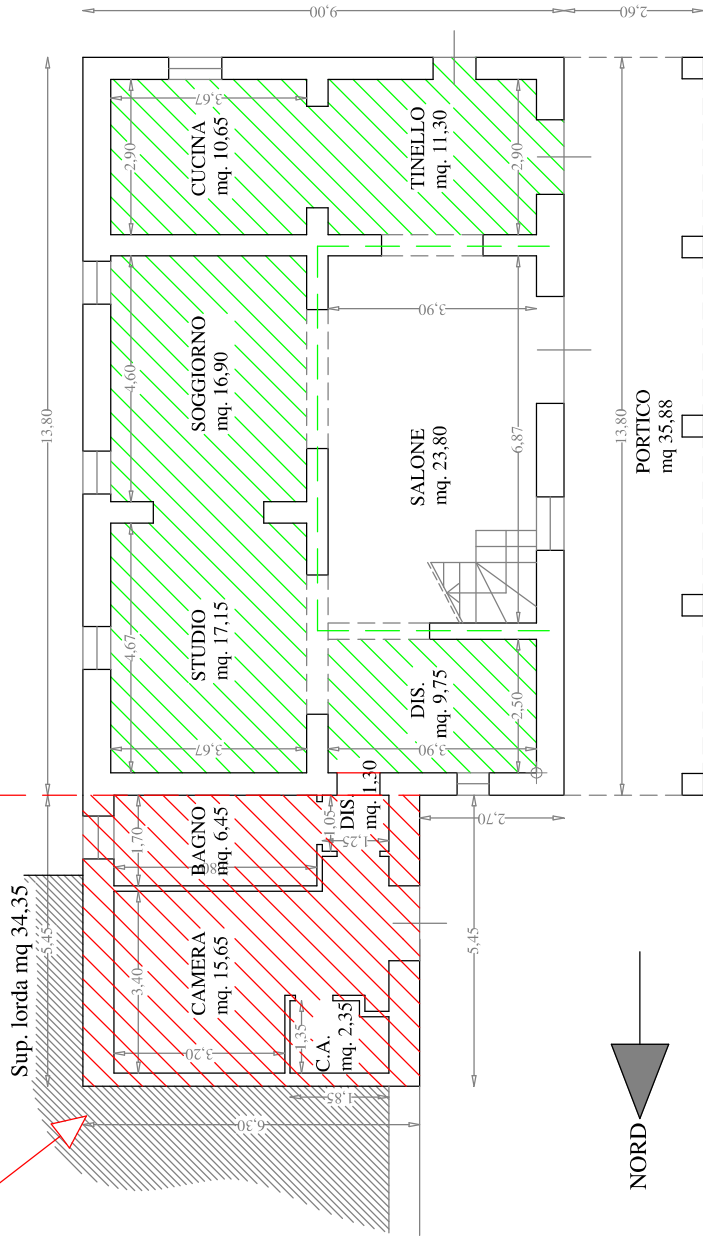 9,00
2,60
CUCINA
mq. 10,65
3,67
2,90
TINELLO
mq. 11,30
2,90
13,80
SOGGIORNO
mq. 16,90
4,60
3,90
SALONE
mq. 23,80
6,87
13,80
PORTICO
mq 35,88
STUDIO
mq. 17,15
4,67
3,67
DIS.
mq. 9,75
2,50
3,90
DIS.
mq. 1,30
1,05
1,25
BAGNO
mq. 6,45
1,70
2,70
Sup. lorda mq 34,35
5,45
CAMERA
mq. 15,65
3,40
3,20
C.A.
mq. 2,35
1,35
1,85
6,30
5,45
NORD